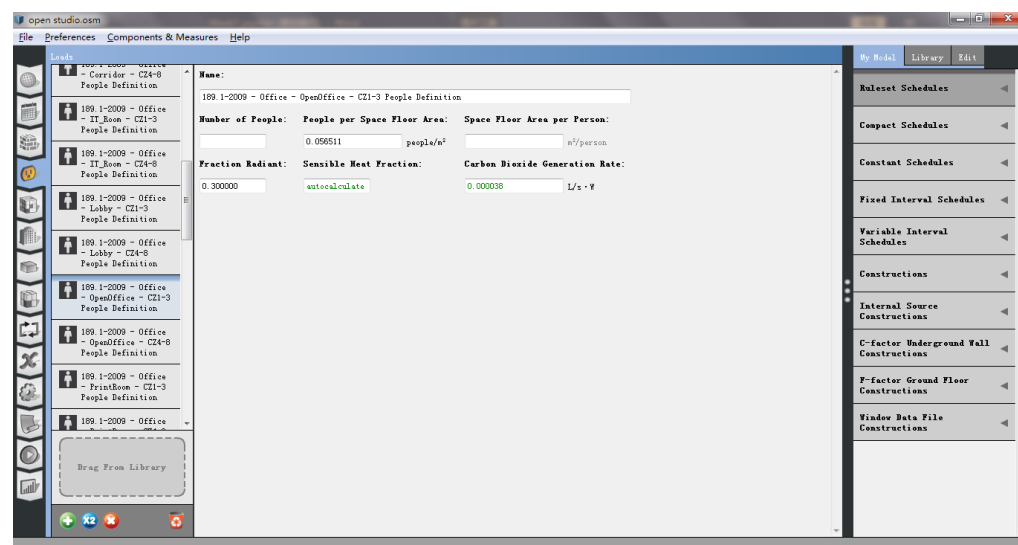 open studio.osm
File Preferences Components & Measures Help
Loads
My Model Library Edit
- Corridor - CZ4-8
People Definition
189.1-2009 - Office
- IT_Room - CZ1-3
People Definition
189.1-2009 - Office
- IT_Room - CZ4-8
People Definition
189.1-2009 - Office
- Lobby - CZ1-3
People Definition
189.1-2009 - Office
- Lobby - CZ4-8
People Definition
189.1-2009 - Office
- OpenOffice - CZ1-3
People Definition
189.1-2009 - Office
- OpenOffice - CZ4-8
People Definition
189.1-2009 - Office
- PrintRoom - CZ1-3
People Definition
189.1-2009 - Office
Drag From Library
X2
Name:
189.1-2009 - Office - OpenOffice - CZ1-3 People Definition
Number of People: People per Space Floor Area: Space Floor Area per Person:
0.056511 people/m² m²/person
Fraction Radiant: Sensible Heat Fraction: Carbon Dioxide Generation Rate:
0.300000 autocalculate 0.000038 L/s·W
Ruleset Schedules
Compact Schedules
Constant Schedules
Fixed Interval Schedules
Variable Interval
Schedules
Constructions
Internal Source
Constructions
C-factor Underground Wall
Constructions
F-factor Ground Floor
Constructions
Window Data File
Constructions